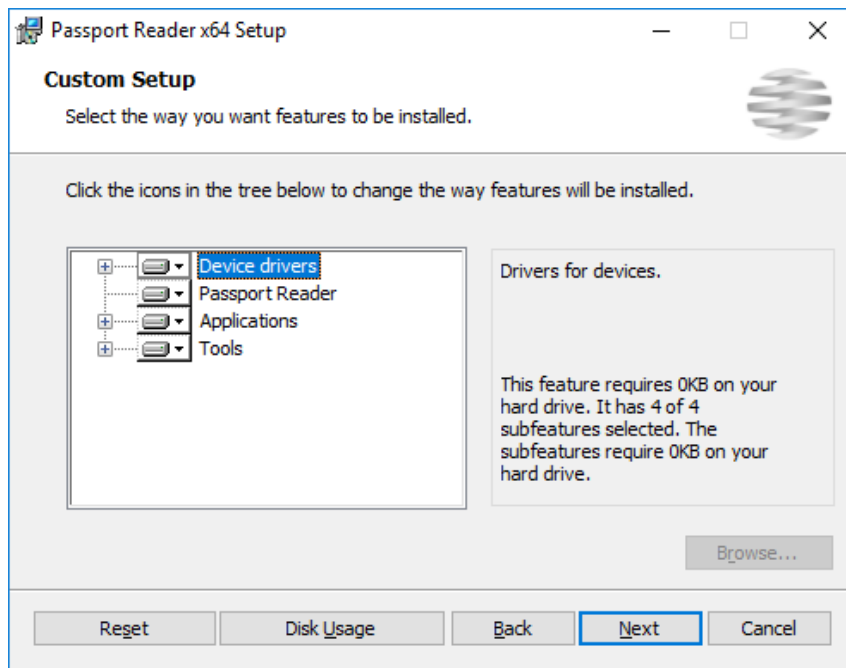 Passport Reader x64 Setup
Custom Setup
Select the way you want features to be installed.
Click the icons in the tree below to change the way features will be installed.
Device drivers
Passport Reader
Applications
Tools
Drivers for devices.
This feature requires 0KB on your
hard drive. It has 4 of 4
subfeatures selected. The
subfeatures require 0KB on your
hard drive.
Browse...
Reset
Disk Usage
Back
Next
Cancel